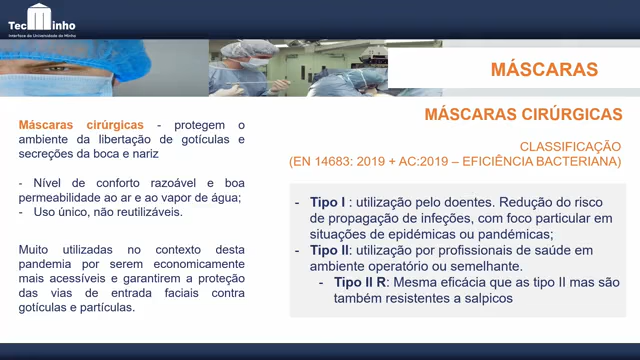 TecMinho
Interface da Universidade do Minho
MÁSCARAS
Máscaras cirúrgicas - protegem o
ambiente da libertação de gotículas e
secreções da boca e nariz
- Nível de conforto razoável e boa
permeabilidade ao ar e ao vapor de água;
- Uso único, não reutilizáveis.
Muito utilizadas no contexto desta
pandemia por serem economicamente
mais acessíveis e garantirem a proteção
das vias de entrada faciais contra
gotículas e partículas.
MÁSCARAS CIRÚRGICAS
CLASSIFICAÇÃO
(EN 14683: 2019 + AC:2019 – EFICIÊNCIA BACTERIANA)
- Tipo I : utilização pelo doentes. Redução do risco
de propagação de infeções, com foco particular em
situações de epidémicas ou pandémicas;
- Tipo II: utilização por profissionais de saúde em
ambiente operatório ou semelhante.
- Tipo II R: Mesma eficácia que as tipo II mas são
também resistentes a salpicos